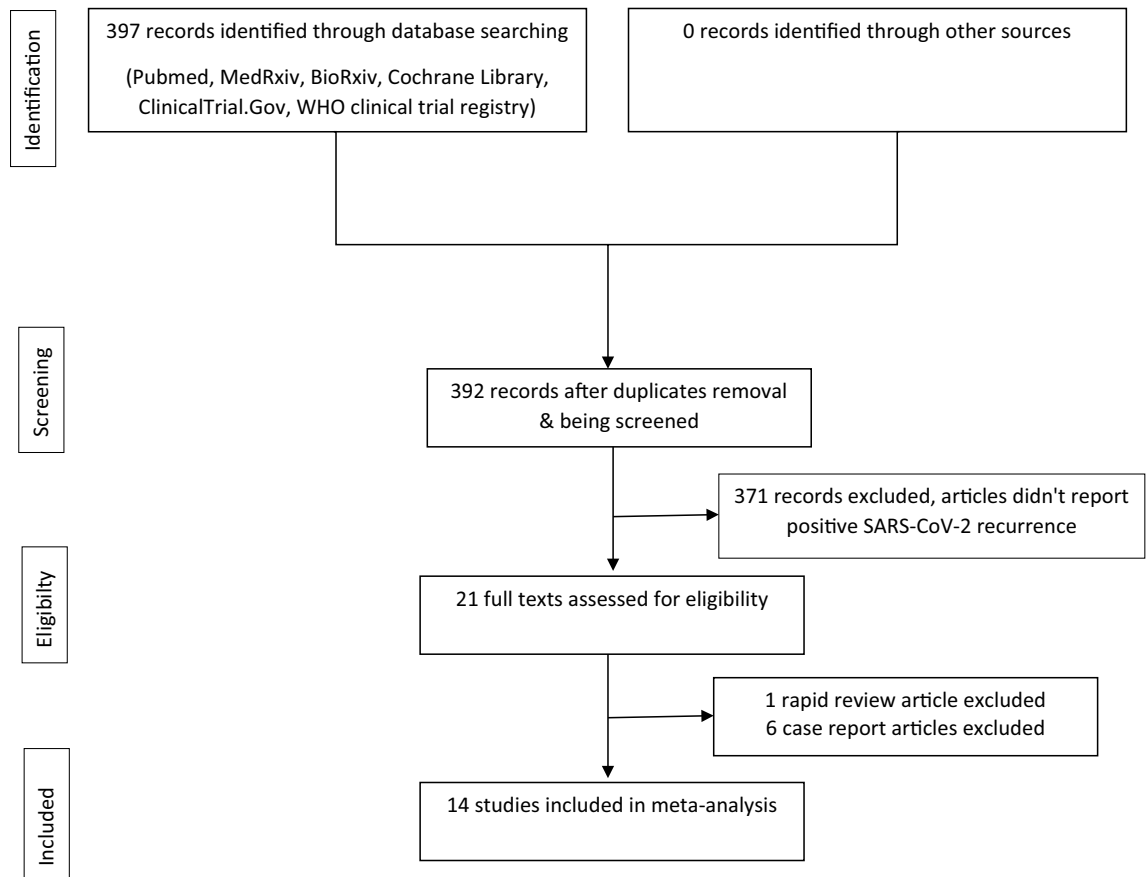 Identification
397 records identified through database searching
(Pubmed, MedRxiv, BioRxiv, Cochrane Library,
ClinicalTrial.Gov, WHO clinical trial registry)
0 records identified through other sources
Screening
392 records after duplicates removal
& being screened
371 records excluded, articles didn't report
positive SARS-CoV-2 recurrence
Eligibilty
21 full texts assessed for eligibility
1 rapid review article excluded
6 case report articles excluded
Included
14 studies included in meta-analysis